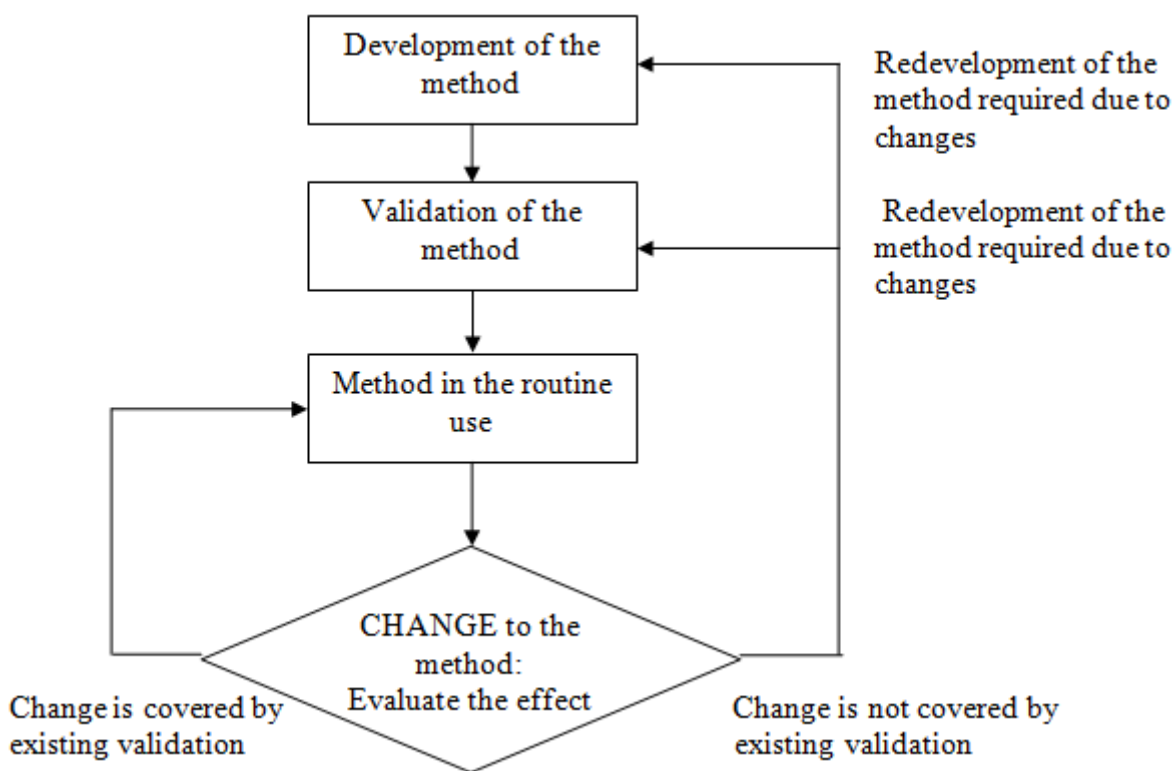 Development of the
method
Redevelopment of the
method required due to
changes
Validation of the
method
Redevelopment of the
method required due to
changes
Method in the routine
use
CHANGE to the
method:
Evaluate the effect
Change is covered by
existing validation
Change is not covered by
existing validation